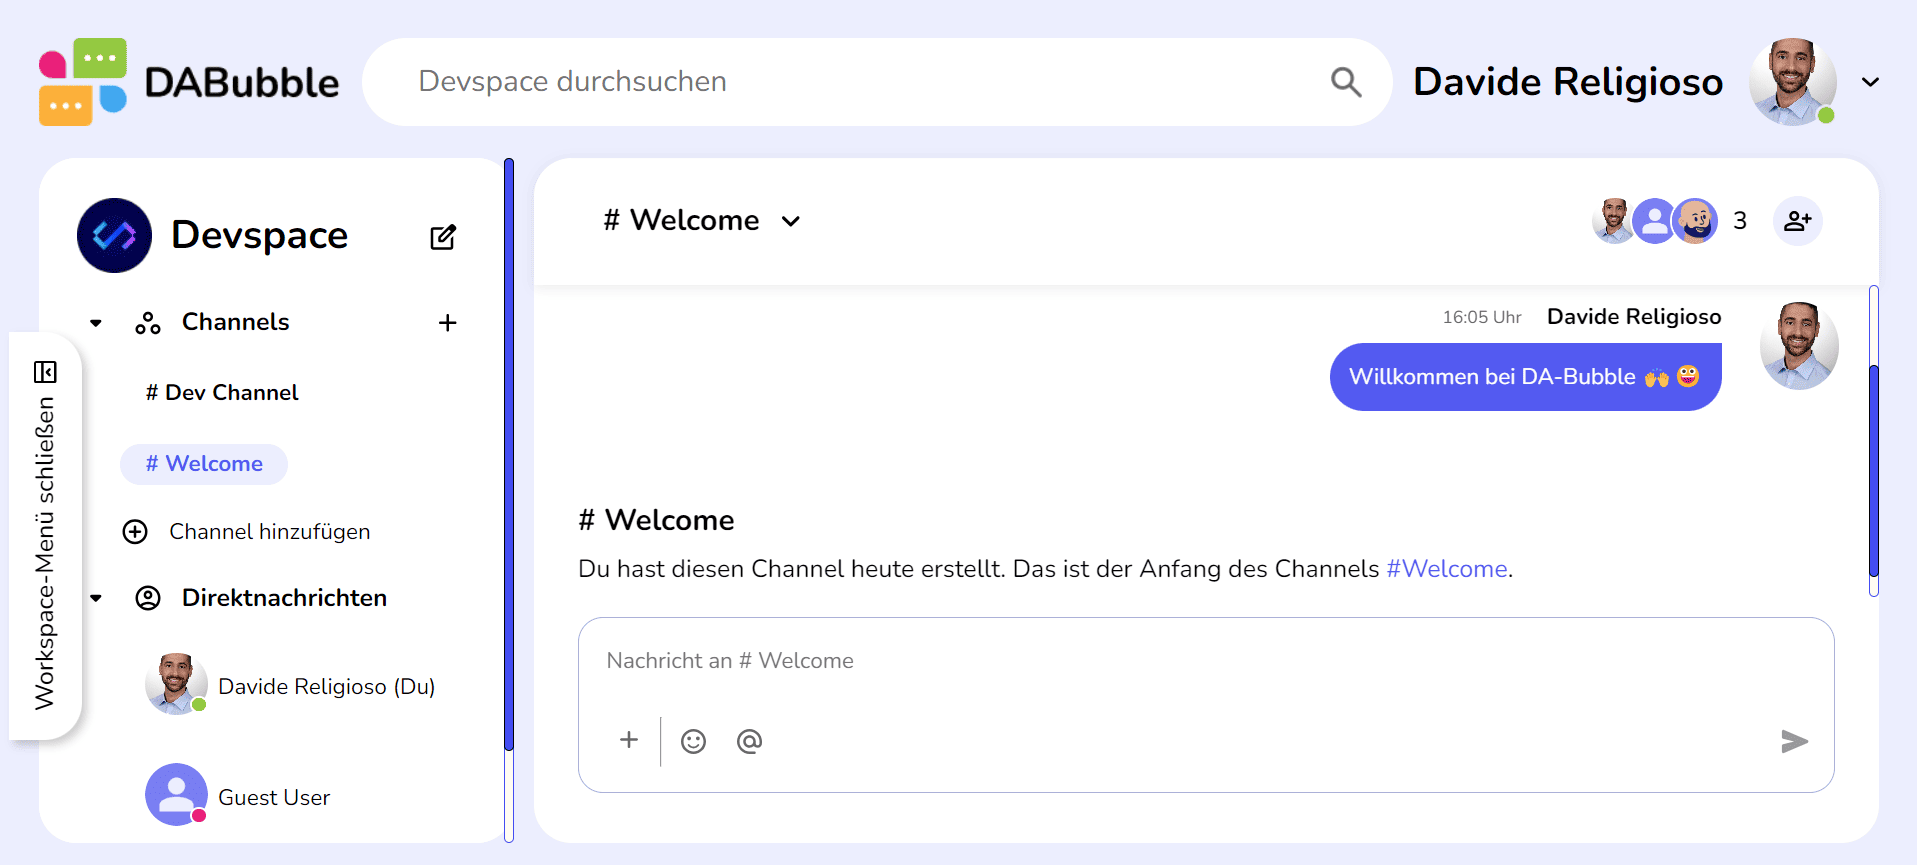 DABubble
Devspace durchsuchen
Davide Religioso
Devspace
Channels
# Dev Channel
# Welcome
Channel hinzufügen
Direktnachrichten
Davide Religioso (Du)
Guest User
Workspace-Menü schließen
# Welcome
3
16:05 Uhr Davide Religioso
Willkommen bei DA-Bubble 🙌 🤪
# Welcome
Du hast diesen Channel heute erstellt. Das ist der Anfang des Channels #Welcome.
Nachricht an # Welcome